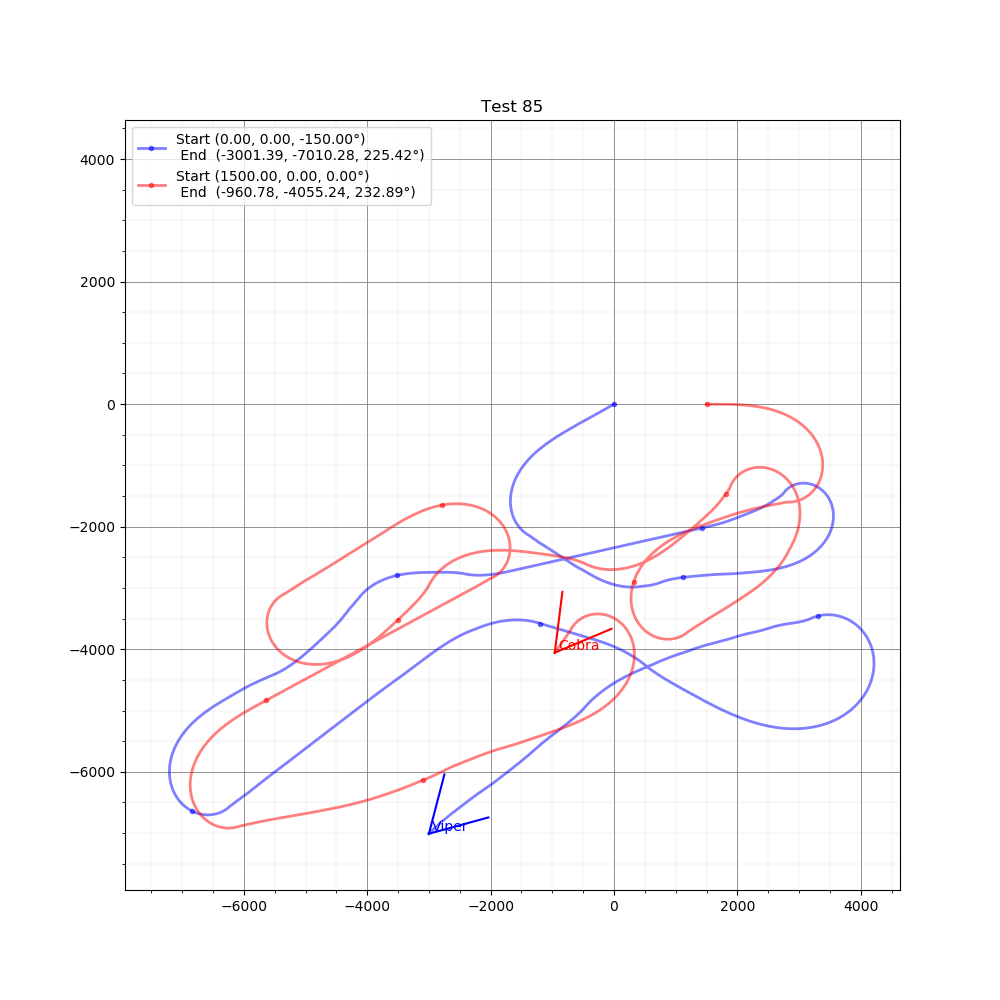 Test 85
Start (0.00, 0.00, -150.00°)
End  (-3001.39, -7010.28, 225.42°)
Start (1500.00, 0.00, 0.00°)
End  (-960.78, -4055.24, 232.89°)
4000
2000
0
−2000
−4000
−6000
Cobra
Viper
−6000 −4000 −2000 0 2000 4000